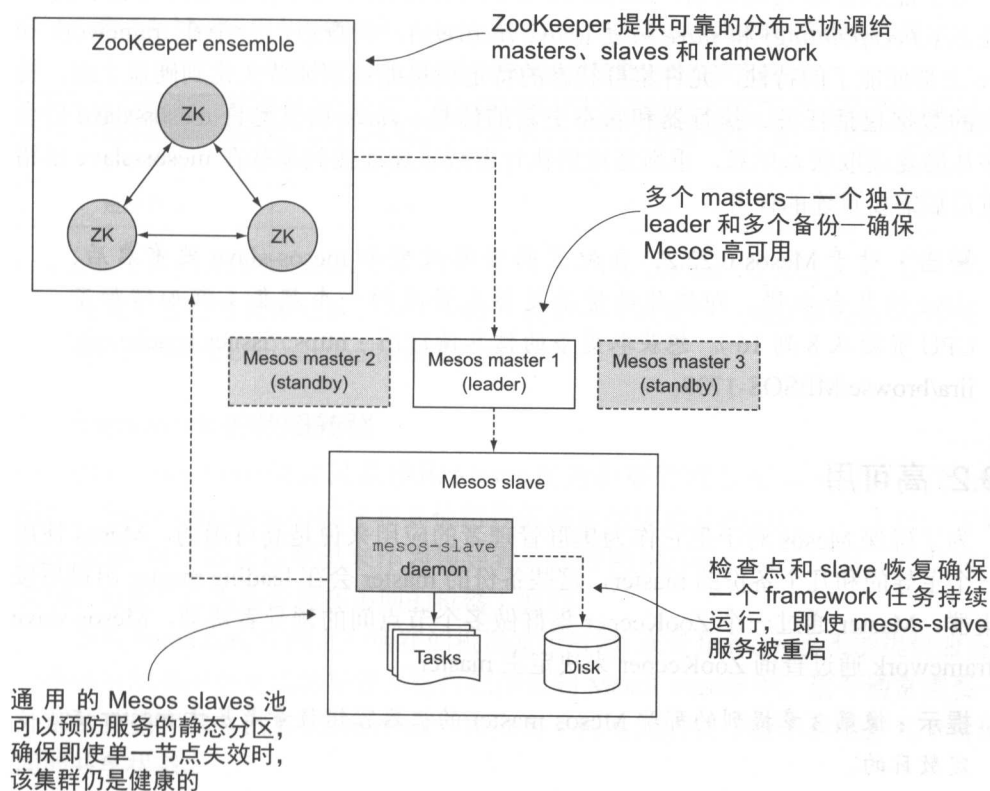 ZooKeeper 提供可靠的分布式协调给
masters、slaves 和 framework
ZooKeeper ensemble
ZK
ZK
ZK
多个 masters—一个独立
leader 和多个备份—确保
Mesos 高可用
Mesos master 2
(standby)
Mesos master 1
(leader)
Mesos master 3
(standby)
Mesos slave
mesos-slave
daemon
Tasks
Disk
检查点和 slave 恢复确保
一个 framework 任务持续
运行，即使 mesos-slave
服务被重启
通用的 Mesos slaves 池
可以预防服务的静态分区，
确保即使单一节点失效时，
该集群仍是健康的